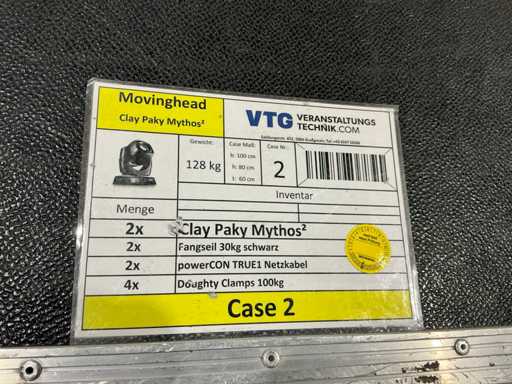 Movinghead
Clay Paky Mythos²
VTG VERANSTALTUNGS
TECHNIK.COM
Gewicht:
128 kg
Case Maß:
h: 100 cm
b: 80 cm
t: 60 cm
Case Nr.:
2
Inventar
Menge
2x Clay Paky Mythos²
2x Fangseil 30kg schwarz
2x powerCON TRUE1 Netzkabel
4x Doughty Clamps 100kg
Case 2